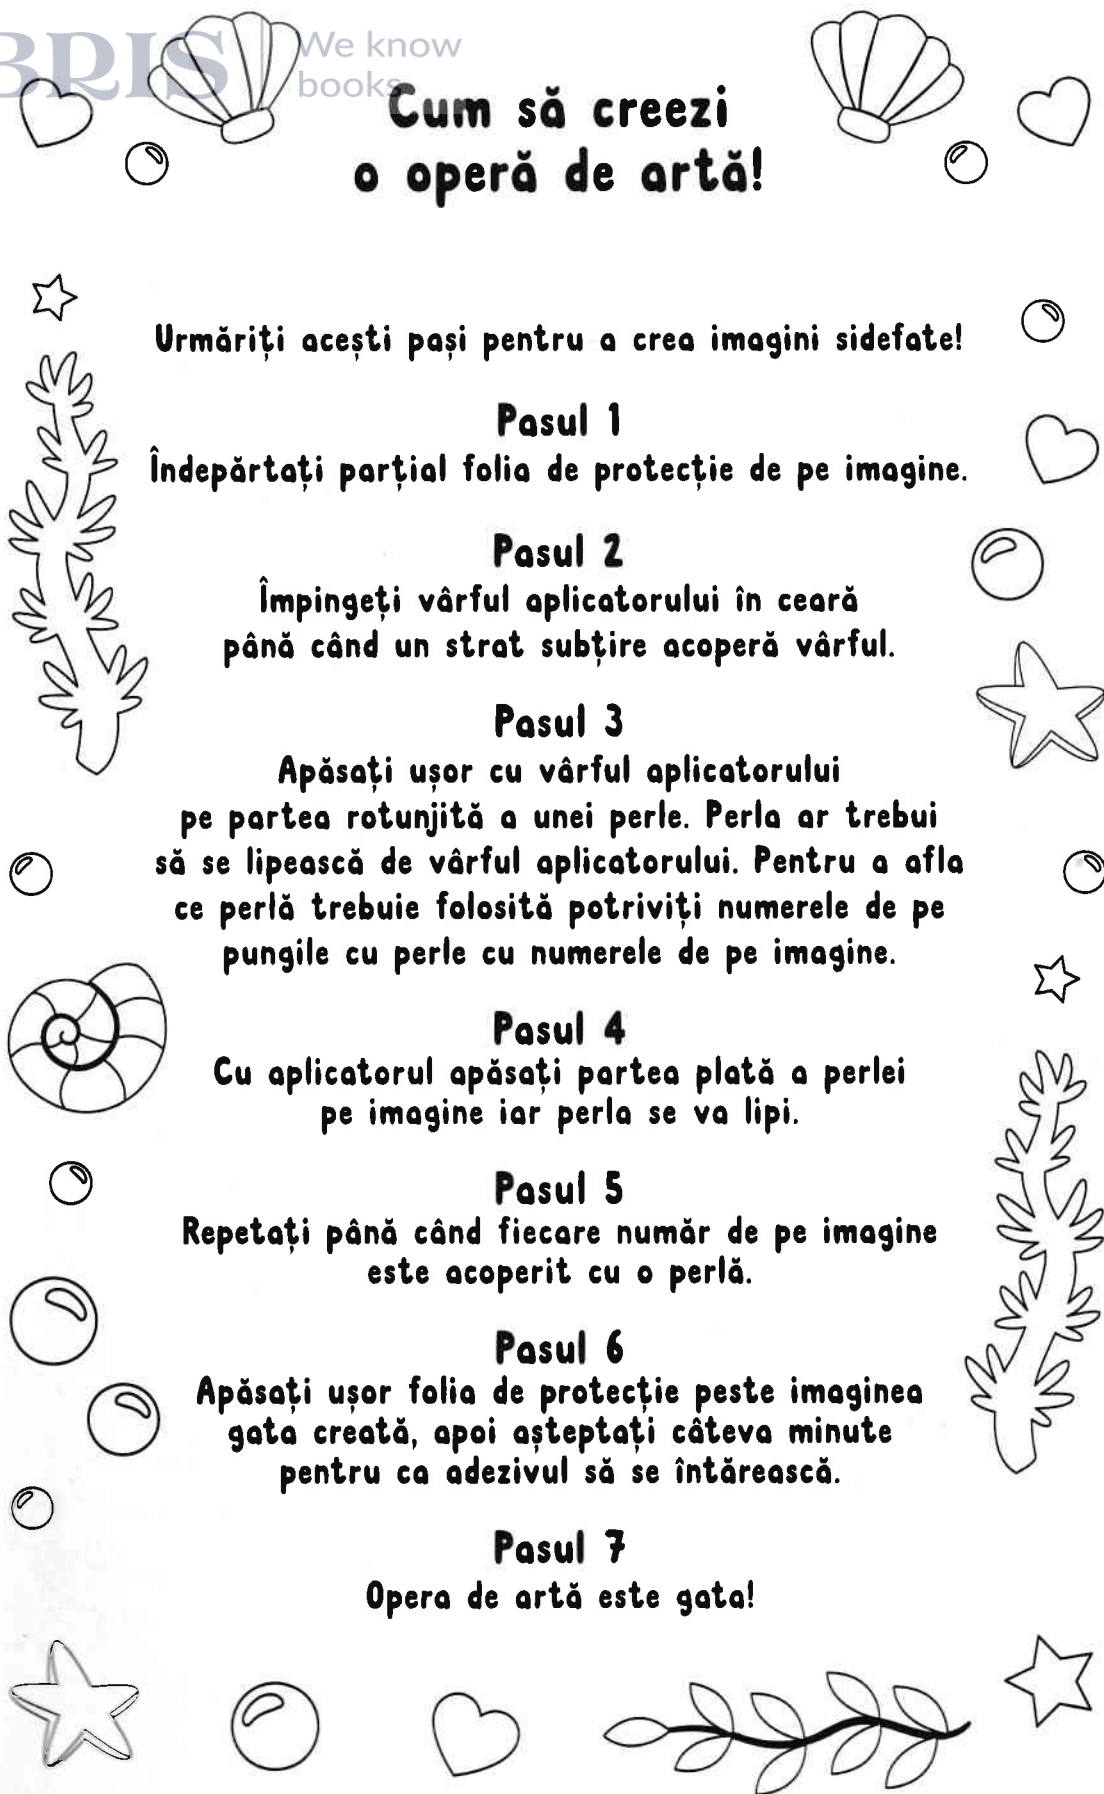 BRIS
We know
books
Cum să creezi
o operă de artă!
Urmăriți acești pași pentru a crea imagini sidefate!
Pasul 1
Îndepărtați parțial folia de protecție de pe imagine.
Pasul 2
Împingeți vârful aplicatorului în ceară
până când un strat subțire acoperă vârful.
Pasul 3
Apăsați ușor cu vârful aplicatorului
pe partea rotunjită a unei perle. Perla ar trebui
să se lipească de vârful aplicatorului. Pentru a afla
ce perlă trebuie folosită potriviți numerele de pe
pungile cu perle cu numerele de pe imagine.
Pasul 4
Cu aplicatorul apăsați partea plată a perlei
pe imagine iar perla se va lipi.
Pasul 5
Repetați până când fiecare număr de pe imagine
este acoperit cu o perlă.
Pasul 6
Apăsați ușor folia de protecție peste imaginea
gata creată, apoi așteptați câteva minute
pentru ca adezivul să se întărească.
Pasul 7
Opera de artă este gata!